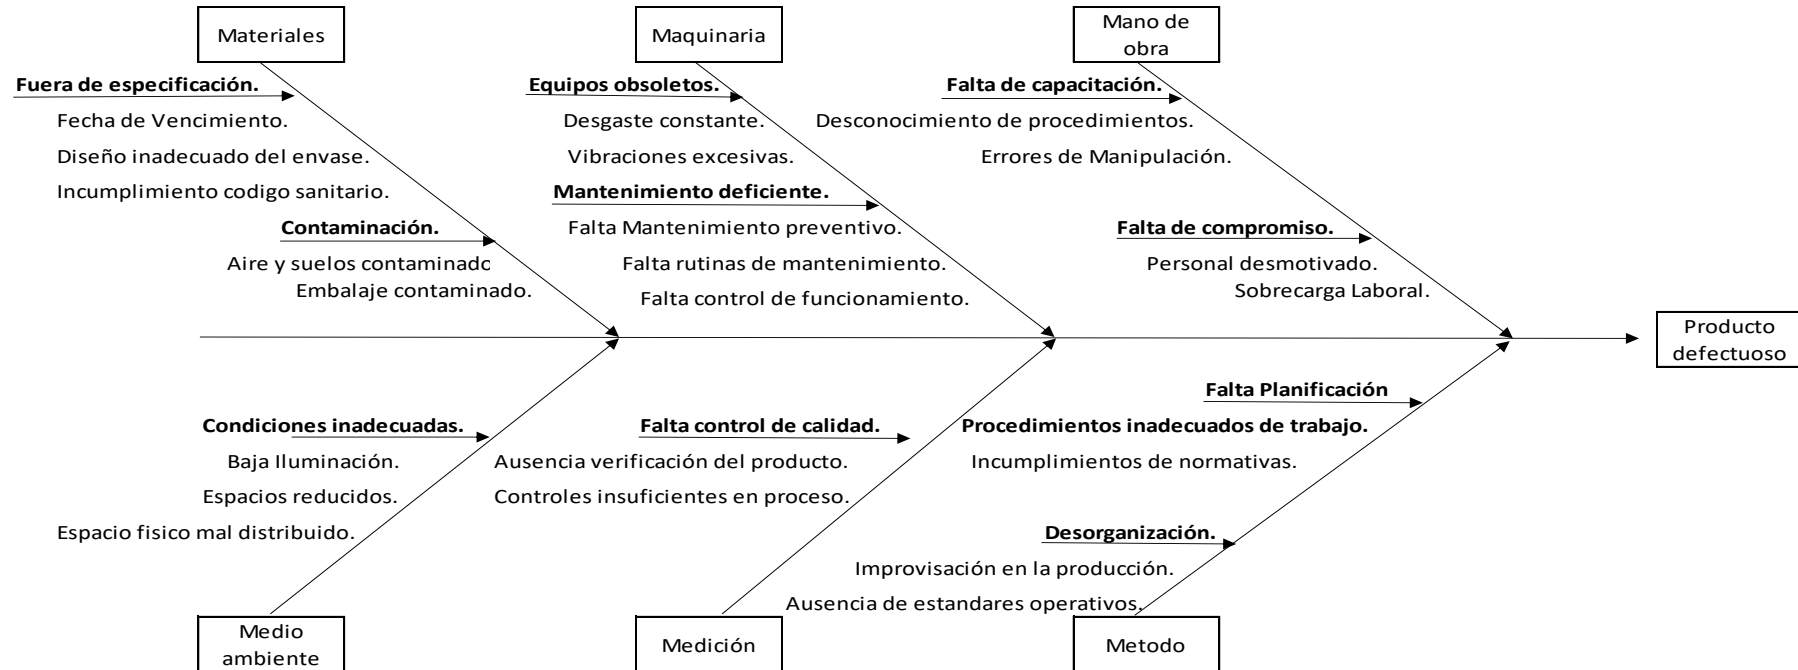 Materiales
Maquinaria
Mano de
obra
Fuera de especificación.
Fecha de Vencimiento.
Diseño inadecuado del envase.
Incumplimiento codigo sanitario.
Contaminación.
Aire y suelos contaminadc
Embalaje contaminado.
Equipos obsoletos.
Desgaste constante.
Vibraciones excesivas.
Mantenimiento deficiente.
Falta Mantenimiento preventivo.
Falta rutinas de mantenimiento.
Falta control de funcionamiento.
Falta de capacitación.
Desconocimiento de procedimientos.
Errores de Manipulación.
Falta de compromiso.
Personal desmotivado.
Sobrecarga Laboral.
Producto
defectuoso
Condiciones inadecuadas.
Baja Iluminación.
Espacios reducidos.
Espacio fisico mal distribuido.
Falta control de calidad.
Ausencia verificación del producto.
Controles insuficientes en proceso.
Falta Planificación
Procedimientos inadecuados de trabajo.
Incumplimientos de normativas.
Desorganización.
Improvisación en la producción.
Ausencia de estandares operativos.
Medio
ambiente
Medición
Metodo